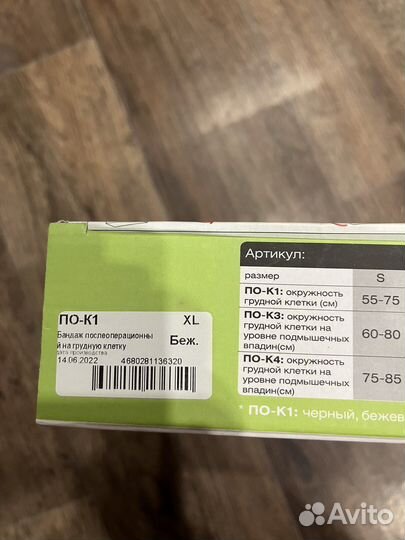 ПО-К1 XL
Бандаж послеоперационны
й на грудную клетку
Беж.
дата производства
14.06.2022 4680281136320
Артикул:
размер S
ПО-К1: окружность
грудной клетки (см) 55-75
ПО-К3: окружность
грудной клетки на
уровне подмышечных
впадин(см)
60-80
ПО-К4: окружность
грудной клетки на
уровне подмышечных
впадин(см)
75-85
* ПО-К1: черный, бежев
Avito